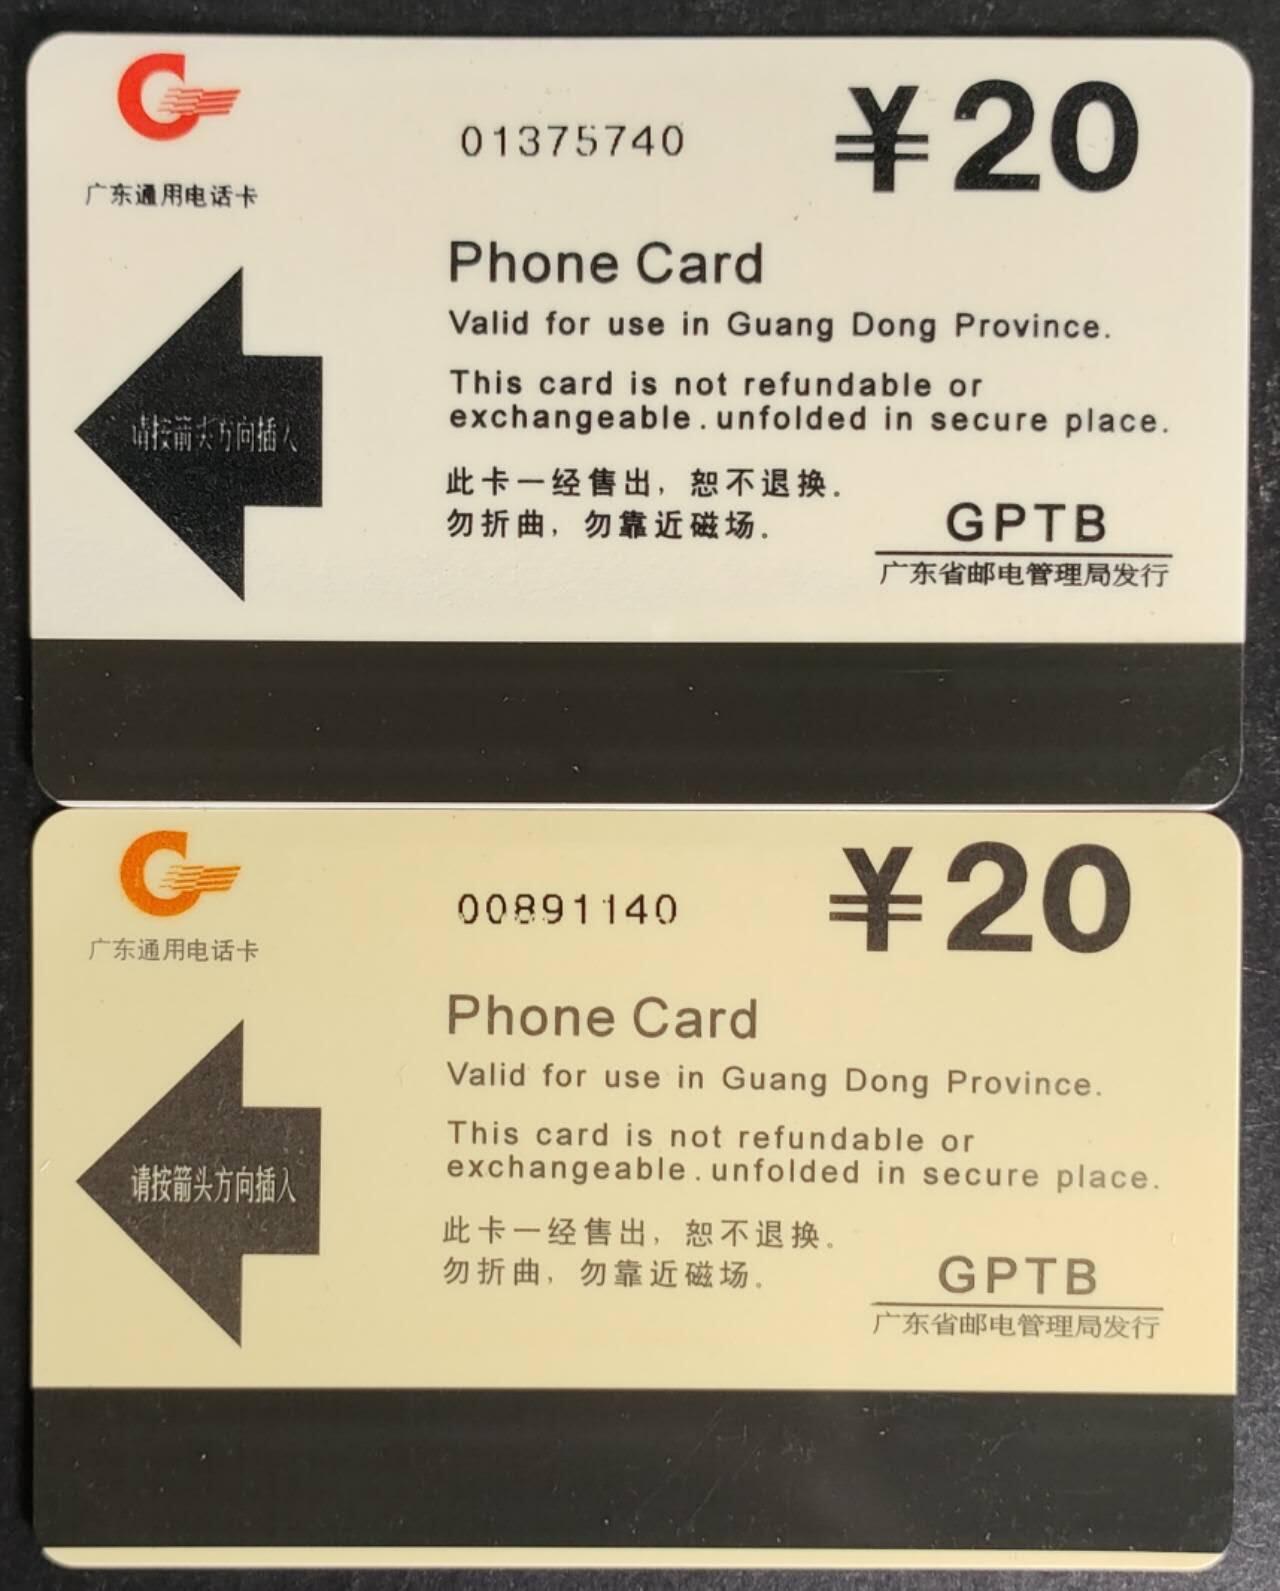 01375740
¥20
广东通用电话卡
Phone Card
Valid for use in Guang Dong Province.
This card is not refundable or
exchangeable.unfolded in secure place.
请按箭头方向插入
此卡一经售出，恕不退换。
勿折曲，勿靠近磁场。
GPTB
广东省邮电管理局发行
00891140
¥20
广东通用电话卡
Phone Card
Valid for use in Guang Dong Province.
This card is not refundable or
exchangeable.unfolded in secure place.
请按箭头方向插入
此卡一经售出，恕不退换。
勿折曲，勿靠近磁场。
GPTB
广东省邮电管理局发行